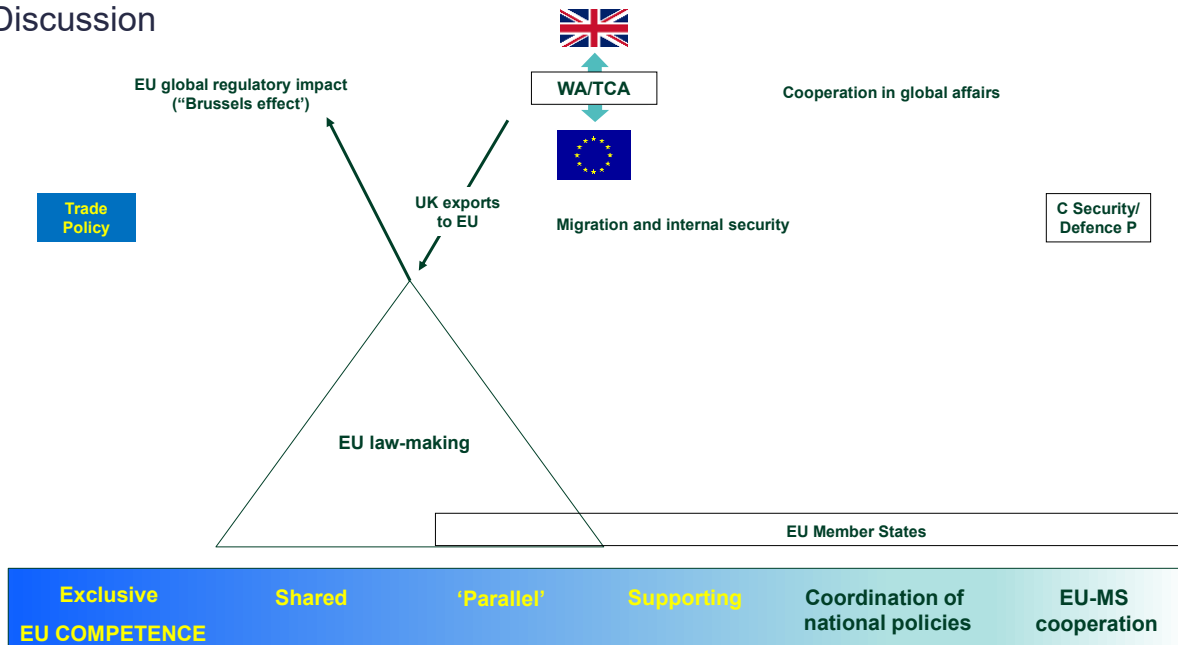 Discussion
EU global regulatory impact
(“Brussels effect’)
WA/TCA
Cooperation in global affairs
Trade
Policy
UK exports
to EU
Migration and internal security
C Security/
Defence P
EU law-making
EU Member States
Exclusive
EU COMPETENCE
Shared
‘Parallel’
Supporting
Coordination of
national policies
EU-MS
cooperation